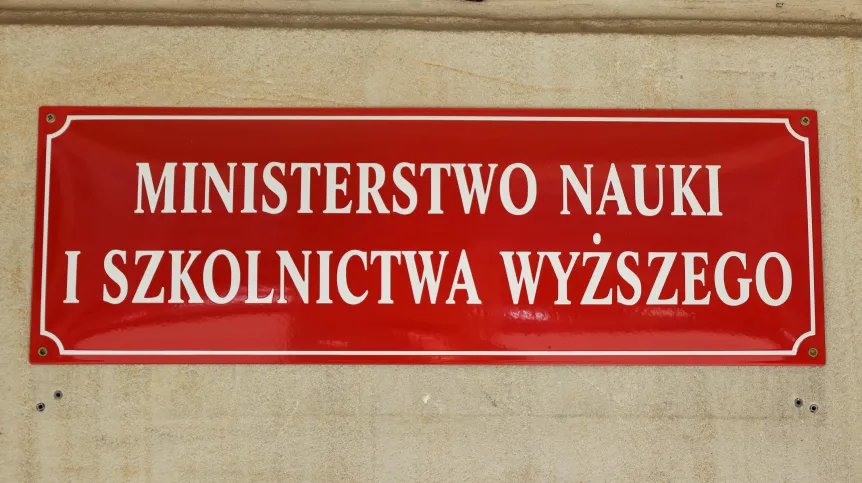 MINISTERSTWO NAUKI
I SZKOLNICTWA WYŻSZEGO